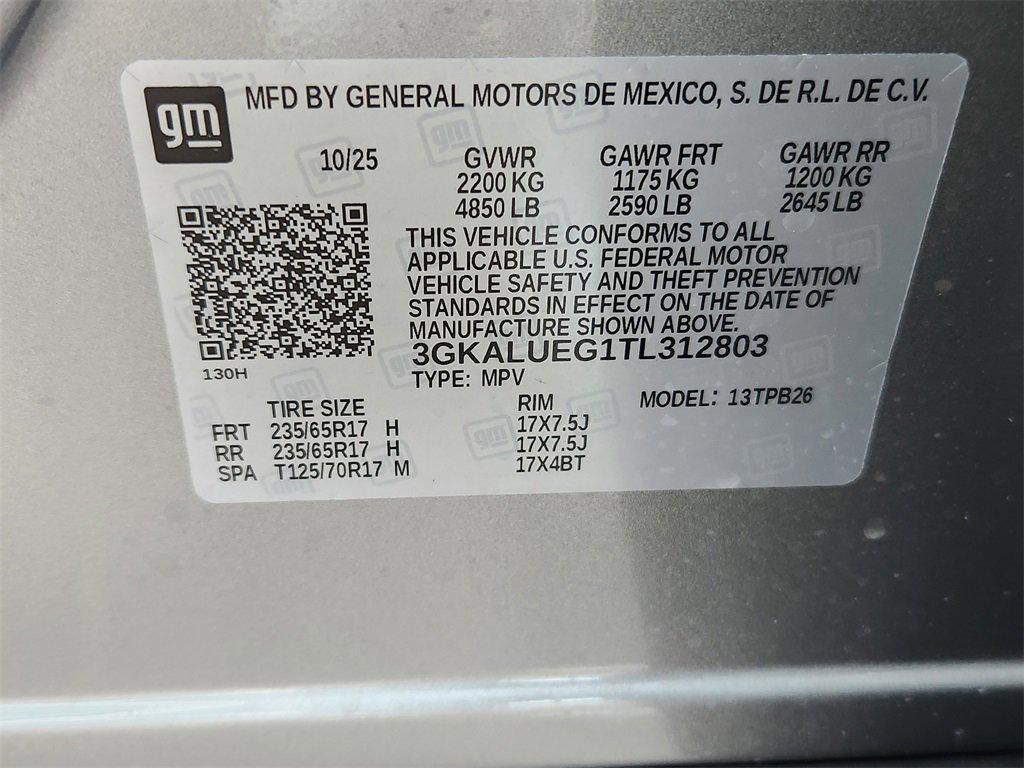 gm MFD BY GENERAL MOTORS DE MEXICO, S. DE R.L. DE C.V.
10/25 GVWR GAWR FRT GAWR RR
2200 KG 1175 KG 1200 KG
4850 LB 2590 LB 2645 LB
THIS VEHICLE CONFORMS TO ALL
APPLICABLE U.S. FEDERAL MOTOR
VEHICLE SAFETY AND THEFT PREVENTION
STANDARDS IN EFFECT ON THE DATE OF
MANUFACTURE SHOWN ABOVE.
3GKALUEG1TL312803
130H TYPE: MPV
TIRE SIZE RIM MODEL: 13TPB26
FRT 235/65R17 H 17X7.5J
RR 235/65R17 H 17X7.5J
SPA T125/70R17 M 17X4BT